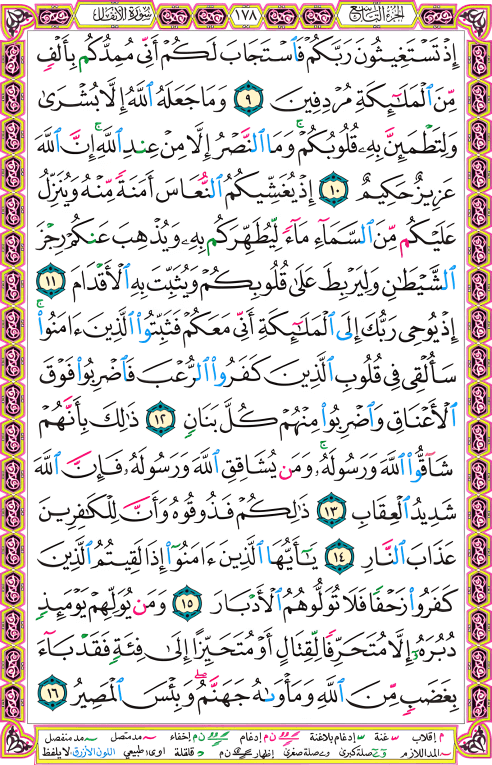 الجزء التاسع ١٧٨ سورة الأنفال
إِذْ تَسْتَغِيثُونَ رَبَّكُمْ فَٱسْتَجَابَ لَكُمْ أَنِّى مُمِدُّكُم بِأَلْفٍ
مِّنَ ٱلْمَلَـٰٓئِكَةِ مُرْدِفِينَ ٩ وَمَا جَعَلَهُ ٱللَّهُ إِلَّا بُشْرَىٰ
وَلِتَطْمَئِنَّ بِهِۦ قُلُوبُكُمْ ۚ وَمَا ٱلنَّصْرُ إِلَّا مِنْ عِندِ ٱللَّهِ ۚ إِنَّ ٱللَّهَ
عَزِيزٌ حَكِيمٌ ١٠ إِذْ يُغَشِّيكُمُ ٱلنُّعَاسَ أَمَنَةً مِّنْهُ وَيُنَزِّلُ
عَلَيْكُم مِّنَ ٱلسَّمَآءِ مَآءً لِّيُطَهِّرَكُم بِهِۦ وَيُذْهِبَ عَنكُمْ رِجْزَ
ٱلشَّيْطَـٰنِ وَلِيَرْبِطَ عَلَىٰ قُلُوبِكُمْ وَيُثَبِّتَ بِهِ ٱلْأَقْدَامَ ١١
إِذْ يُوحِى رَبُّكَ إِلَى ٱلْمَلَـٰٓئِكَةِ أَنِّى مَعَكُمْ فَثَبِّتُوا۟ ٱلَّذِينَ ءَامَنُوا۟ ۚ
سَأُلْقِى فِى قُلُوبِ ٱلَّذِينَ كَفَرُوا۟ ٱلرُّعْبَ فَٱضْرِبُوا۟ فَوْقَ
ٱلْأَعْنَاقِ وَٱضْرِبُوا۟ مِنْهُمْ كُلَّ بَنَانٍ ١٢ ذَٰلِكَ بِأَنَّهُمْ
شَآقُّوا۟ ٱللَّهَ وَرَسُولَهُۥ ۚ وَمَن يُشَاقِقِ ٱللَّهَ وَرَسُولَهُۥ فَإِنَّ ٱللَّهَ
شَدِيدُ ٱلْعِقَابِ ١٣ ذَٰلِكُمْ فَذُوقُوهُ وَأَنَّ لِلْكَـٰفِرِينَ
عَذَابَ ٱلنَّارِ ١٤ يَـٰٓأَيُّهَا ٱلَّذِينَ ءَامَنُوٓا۟ إِذَا لَقِيتُمُ ٱلَّذِينَ
كَفَرُوا۟ زَحْفًا فَلَا تُوَلُّوهُمُ ٱلْأَدْبَارَ ١٥ وَمَن يُوَلِّهِمْ يَوْمَئِذٍ
دُبُرَهُۥٓ إِلَّا مُتَحَرِّفًا لِّقِتَالٍ أَوْ مُتَحَيِّزًا إِلَىٰ فِئَةٍ فَقَدْ بَآءَ
بِغَضَبٍ مِّنَ ٱللَّهِ وَمَأْوَىٰهُ جَهَنَّمُ ۖ وَبِئْسَ ٱلْمَصِيرُ ١٦
م إقلاب غنة إدغام بلاغنة ن م إدغام ن م إخفاء مد متصل مد منفصل
المد اللازم صلة كبرى صلة صغرى إظهار ن م قلقلة طبيعي اللون الأزرق لا يلفظ